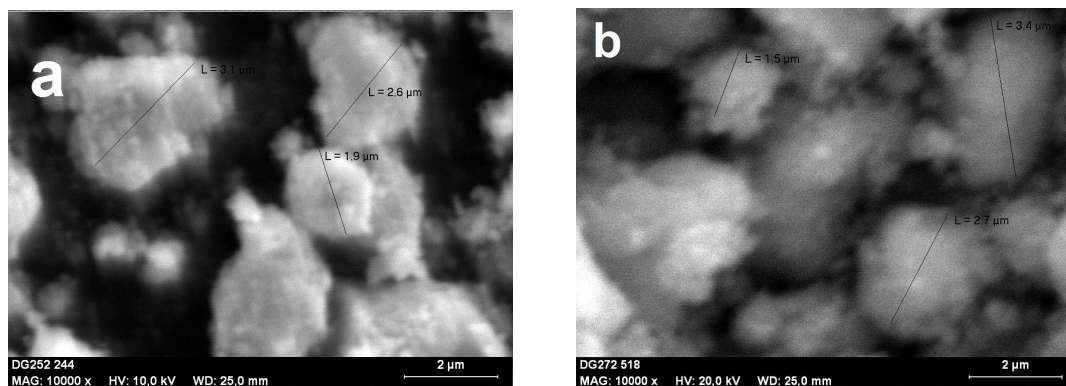 a
L = 3.1 µm
L = 2.6 µm
L = 1.9 µm
DG252 244
2 µm
MAG: 10000 x HV: 10,0 kV WD: 25,0 mm
b
L = 3.4 µm
L = 1.5 µm
L = 2.7 µm
DG272 518
2 µm
MAG: 10000 x HV: 20,0 kV WD: 25,0 mm